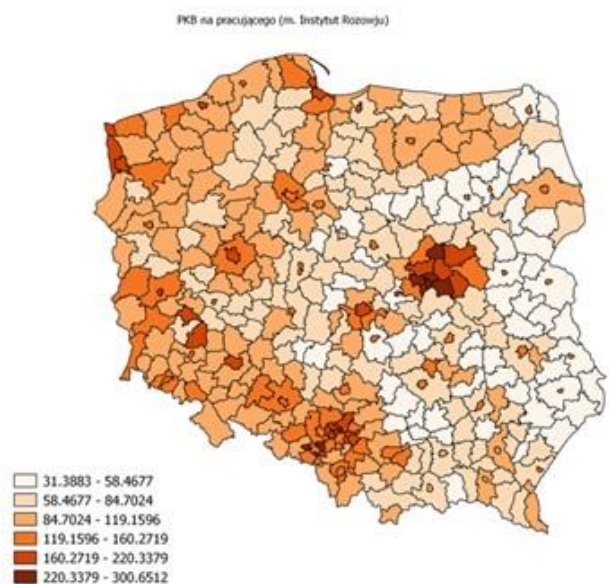 PKB na pracującego (m. Instytut Rozowju)
31.3883 - 58.4677
58.4677 - 84.7024
84.7024 - 119.1596
119.1596 - 160.2719
160.2719 - 220.3379
220.3379 - 300.6512